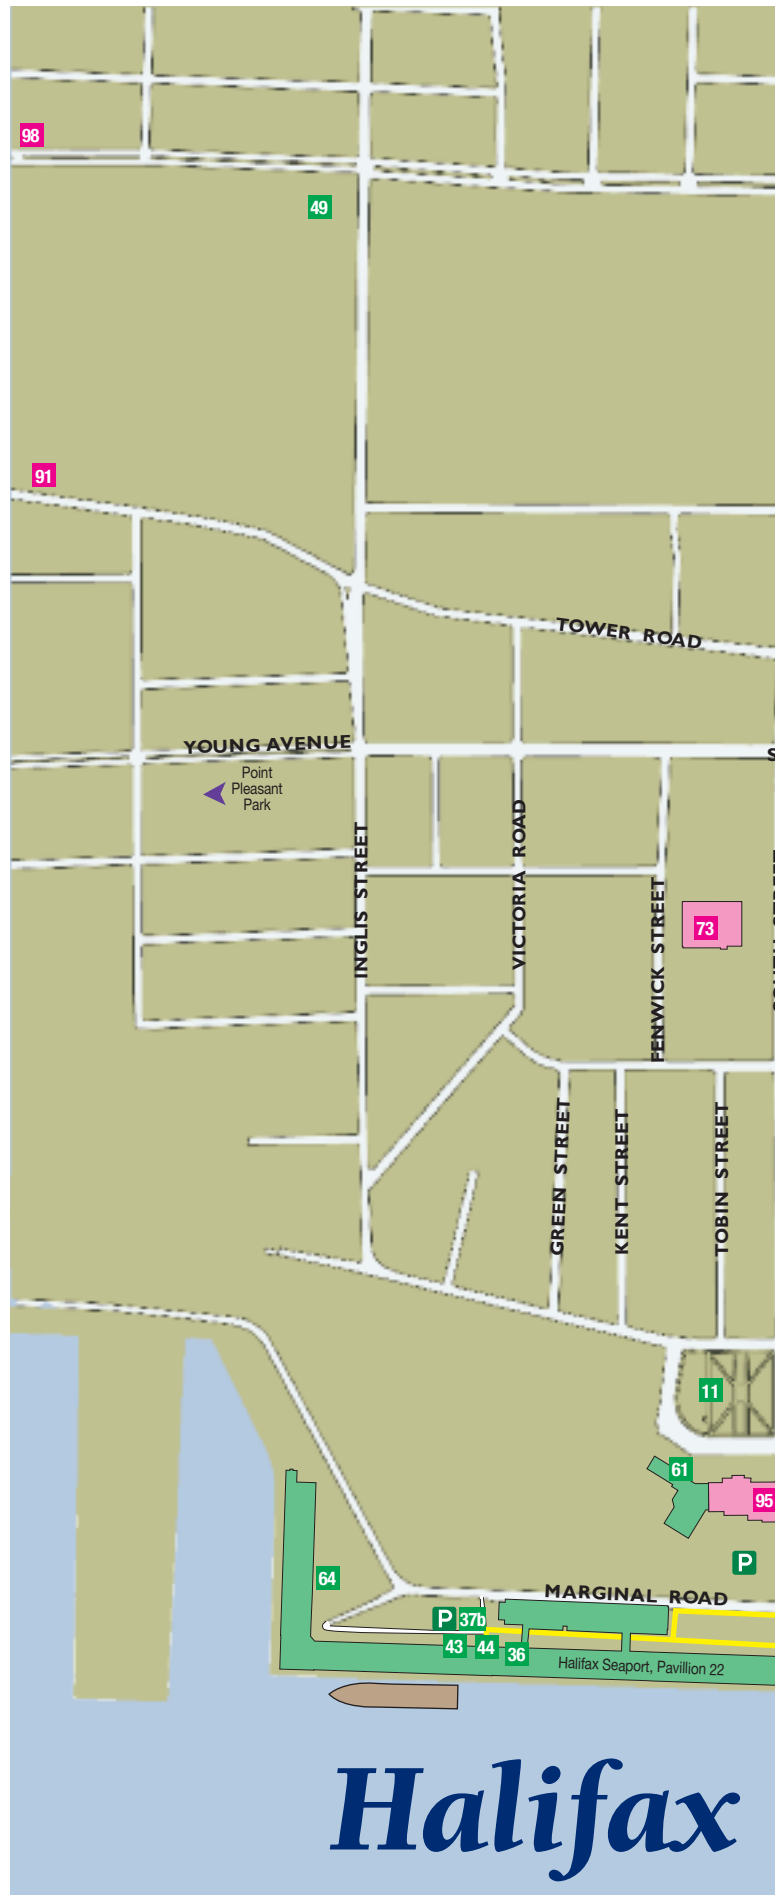 98
49
91
TOWER ROAD
YOUNG AVENUE
S
Point
Pleasant
Park
INGLIS STREET
VICTORIA ROAD
FENWICK STREET
73
GREEN STREET
KENT STREET
TOBIN STREET
11
61
95
P
64
MARGINAL ROAD
P
37b
43
44
36
Halifax Seaport, Pavillion 22
Halifax